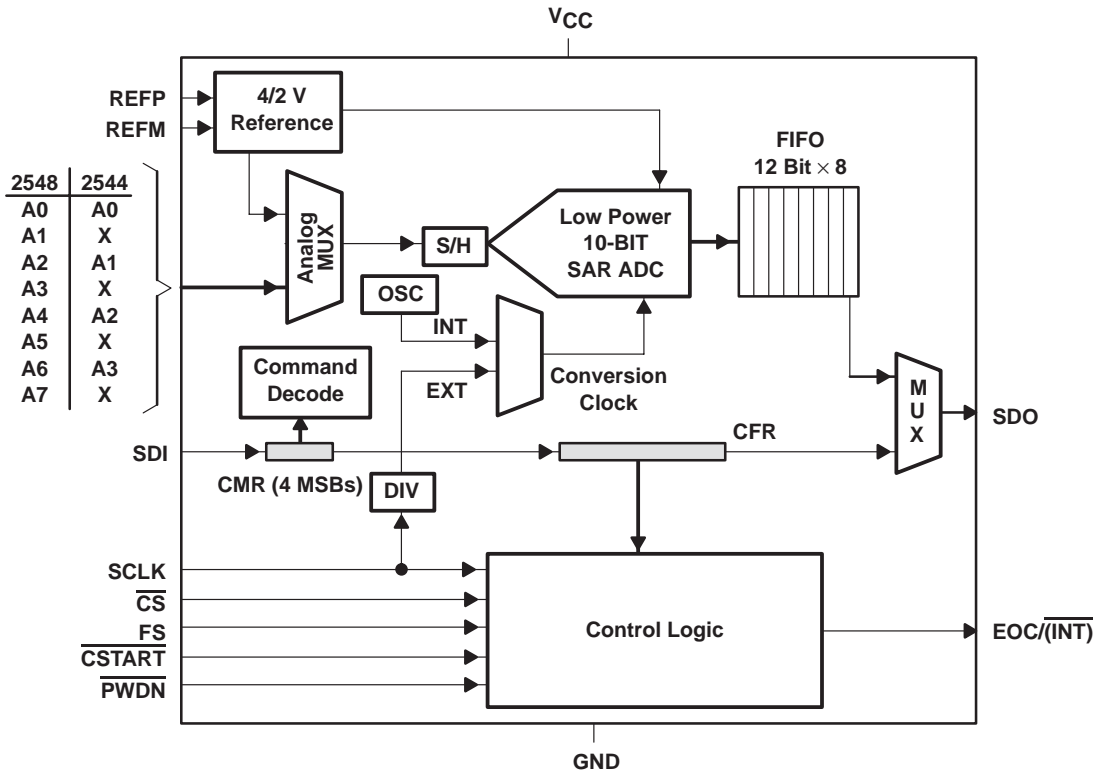 VCC
REFP
REFM
4/2 V
Reference
FIFO
12 Bit × 8
2548 2544
A0 A0
A1 X
A2 A1
A3 X
A4 A2
A5 X
A6 A3
A7 X
Analog
MUX
S/H
Low Power
10-BIT
SAR ADC
OSC
INT
EXT
Conversion
Clock
Command
Decode
MUX
SDO
SDI
CMR (4 MSBs)
CFR
DIV
SCLK
CS
FS
CSTART
PWDN
Control Logic
EOC/(INT)
GND